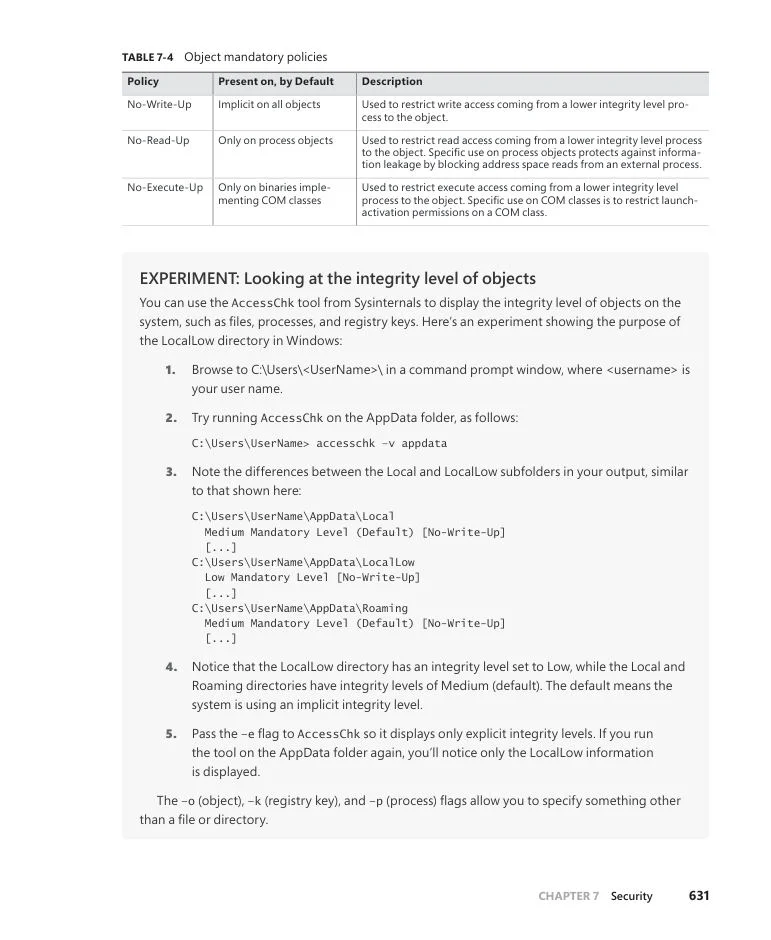 TABLE 7-4 Object mandatory policies
Policy Present on, by Default Description
No-Write-Up Implicit on all objects Used to restrict write access coming from a lower integrity level pro-
cess to the object.
No-Read-Up Only on process objects Used to restrict read access coming from a lower integrity level process
to the object. Specific use on process objects protects against informa-
tion leakage by blocking address space reads from an external process.
No-Execute-Up Only on binaries imple- Used to restrict execute access coming from a lower integrity level
menting COM classes process to the object. Specific use on COM classes is to restrict launch-
activation permissions on a COM class.
EXPERIMENT: Looking at the integrity level of objects
You can use the AccessChk tool from Sysinternals to display the integrity level of objects on the
system, such as files, processes, and registry keys. Here's an experiment showing the purpose of
the LocalLow directory in Windows:
1. Browse to C:\Users\<UserName>\ in a command prompt window, where <username> is
your user name.
2. Try running AccessChk on the AppData folder, as follows:
C:\Users\UserName> accesschk –v appdata
3. Note the differences between the Local and LocalLow subfolders in your output, similar
to that shown here:
C:\Users\UserName\AppData\Local
Medium Mandatory Level (Default) [No-Write-Up]
[...]
C:\Users\UserName\AppData\LocalLow
Low Mandatory Level [No-Write-Up]
[...]
C:\Users\UserName\AppData\Roaming
Medium Mandatory Level (Default) [No-Write-Up]
[...]
4. Notice that the LocalLow directory has an integrity level set to Low, while the Local and
Roaming directories have integrity levels of Medium (default). The default means the
system is using an implicit integrity level.
5. Pass the –e flag to AccessChk so it displays only explicit integrity levels. If you run
the tool on the AppData folder again, you'll notice only the LocalLow information
is displayed.
The –o (object), –k (registry key), and –p (process) flags allow you to specify something other
than a file or directory.
CHAPTER 7 Security 631